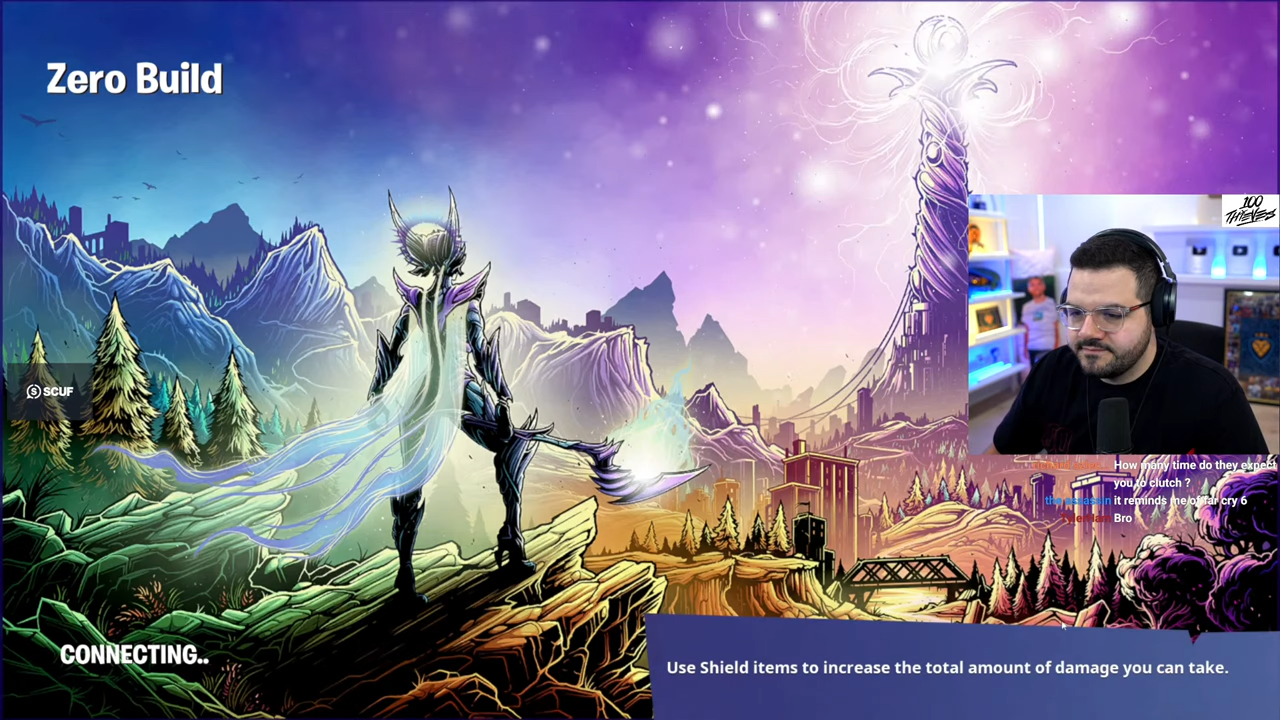 Zero Build
100
THIEVES
SCUF
How many time do they expect
you to clutch ?
it reminds me of far cry 6
Bro
CONNECTING..
Use Shield items to increase the total amount of damage you can take.